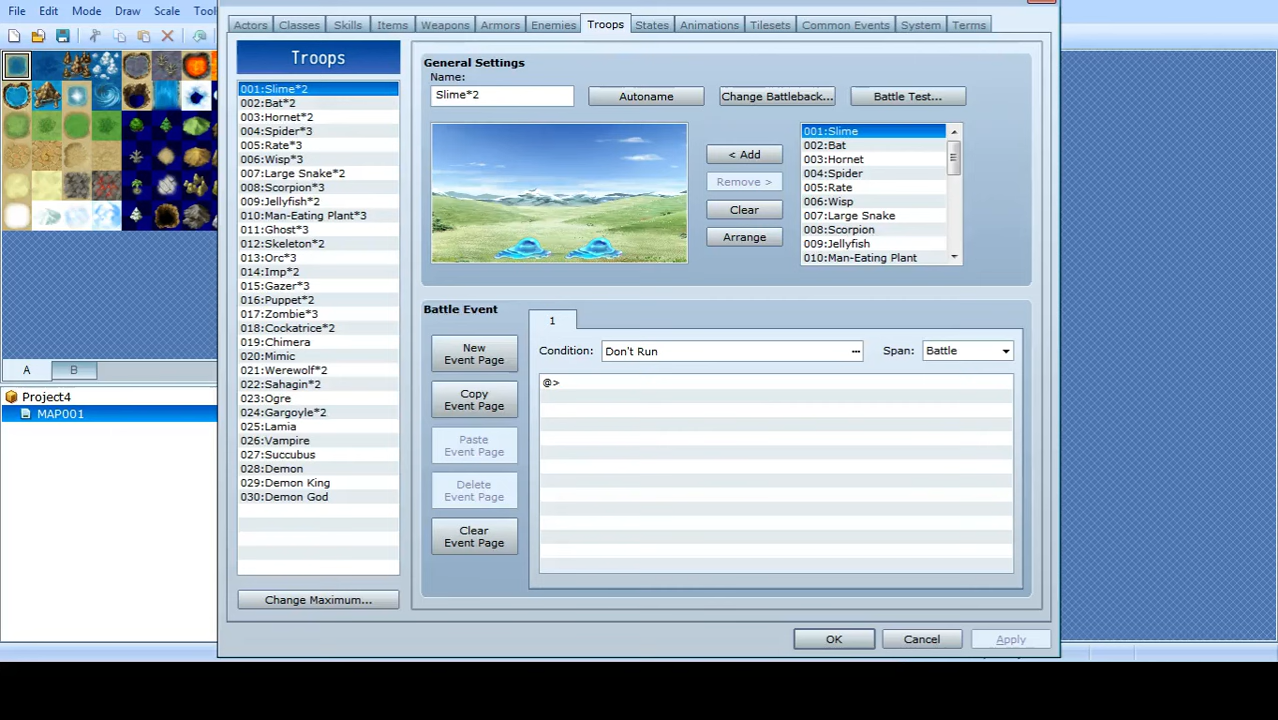 File Edit Mode Draw Scale Tool
Actors Classes Skills Items Weapons Armors Enemies Troops States Animations Tilesets Common Events System Terms
Troops
001:Slime*2
002:Bat*2
003:Hornet*2
004:Spider*3
005:Rate*3
006:Wisp*3
007:Large Snake*2
008:Scorpion*3
009:Jellyfish*2
010:Man-Eating Plant*3
011:Ghost*3
012:Skeleton*2
013:Orc*3
014:Imp*2
015:Gazer*3
016:Puppet*2
017:Zombie*3
018:Cockatrice*2
019:Chimera
020:Mimic
021:Werewolf*2
022:Sahagin*2
023:Ogre
024:Gargoyle*2
025:Lamia
026:Vampire
027:Succubus
028:Demon
029:Demon King
030:Demon God
Change Maximum...
General Settings
Name:
Slime*2
Autoname
Change Battleback...
Battle Test...
< Add
Remove >
Clear
Arrange
001:Slime
002:Bat
003:Hornet
004:Spider
005:Rate
006:Wisp
007:Large Snake
008:Scorpion
009:Jellyfish
010:Man-Eating Plant
Battle Event
1
New
Event Page
Copy
Event Page
Paste
Event Page
Delete
Event Page
Clear
Event Page
Condition: Don't Run ... Span: Battle
@>
A B
Project4
MAP001
OK Cancel Apply